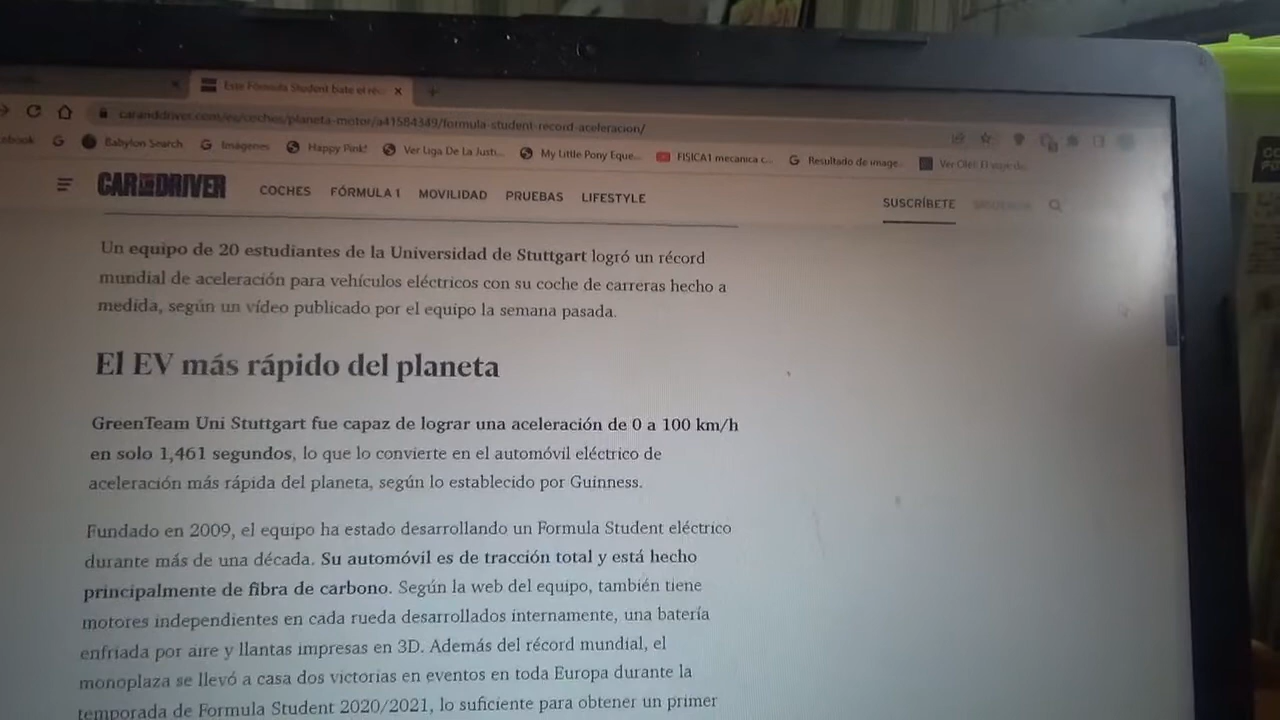 Este Fórmula Student bate el réc
caranddriver.com/es/coches/planeta-motor/a41584349/formula-student-record-aceleracion/
ebook
Babylon Search
Imágenes
Happy Pink!
Ver Liga De La Just...
My Little Pony Eque...
FISICA1 mecanica c...
Resultado de image...
CAR AND DRIVER
COCHES
FÓRMULA 1
MOVILIDAD
PRUEBAS
LIFESTYLE
SUSCRÍBETE
Un equipo de 20 estudiantes de la Universidad de Stuttgart logró un récord
mundial de aceleración para vehículos eléctricos con su coche de carreras hecho a
medida, según un vídeo publicado por el equipo la semana pasada.
El EV más rápido del planeta
GreenTeam Uni Stuttgart fue capaz de lograr una aceleración de 0 a 100 km/h
en solo 1,461 segundos, lo que lo convierte en el automóvil eléctrico de
aceleración más rápida del planeta, según lo establecido por Guinness.
Fundado en 2009, el equipo ha estado desarrollando un Formula Student eléctrico
durante más de una década. Su automóvil es de tracción total y está hecho
principalmente de fibra de carbono. Según la web del equipo, también tiene
motores independientes en cada rueda desarrollados internamente, una batería
enfriada por aire y llantas impresas en 3D. Además del récord mundial, el
monoplaza se llevó a casa dos victorias en eventos en toda Europa durante la
temporada de Formula Student 2020/2021, lo suficiente para obtener un primer